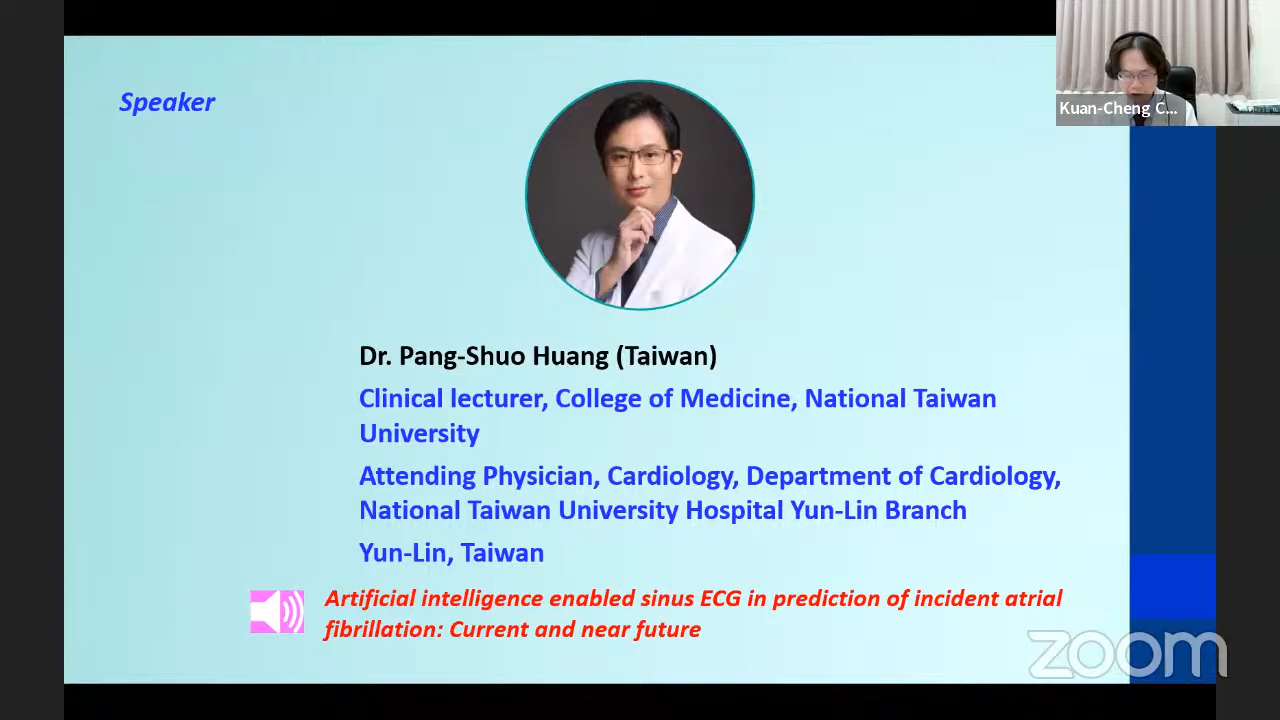 Speaker
Kuan-Cheng C...
Dr. Pang-Shuo Huang (Taiwan)
Clinical lecturer, College of Medicine, National Taiwan
University
Attending Physician, Cardiology, Department of Cardiology,
National Taiwan University Hospital Yun-Lin Branch
Yun-Lin, Taiwan
Artificial intelligence enabled sinus ECG in prediction of incident atrial
fibrillation: Current and near future
zoom